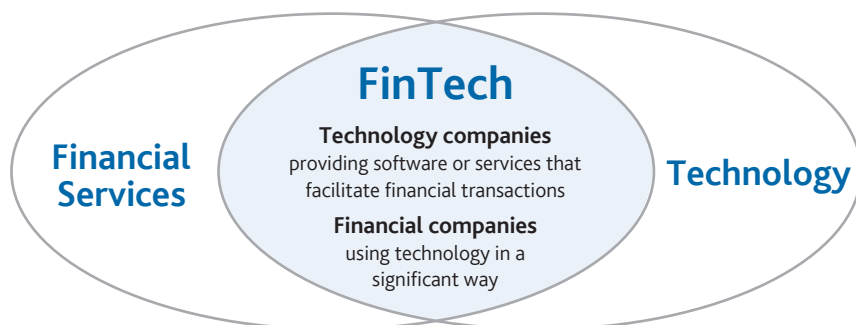 FinTech
Technology companies
providing software or services that
facilitate financial transactions
Financial companies
using technology in a
significant way
Financial
Services
Technology